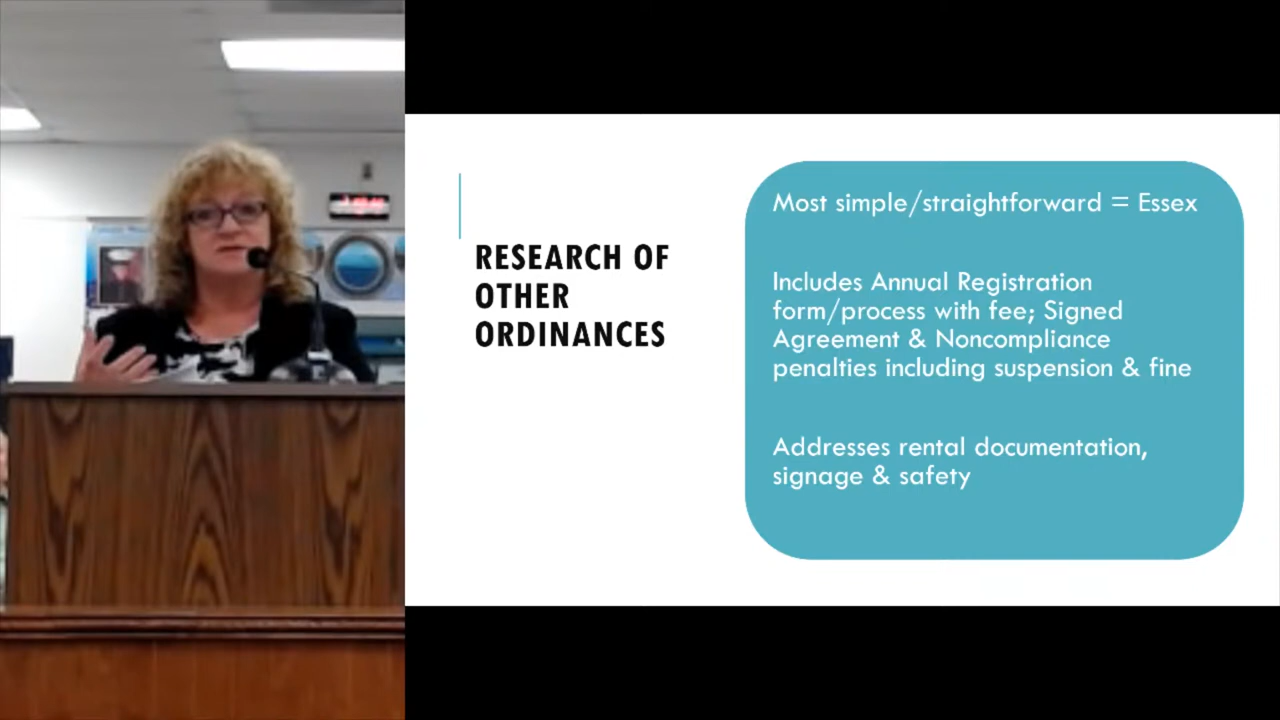 RESEARCH OF
OTHER
ORDINANCES
Most simple/straightforward = Essex
Includes Annual Registration
form/process with fee; Signed
Agreement & Noncompliance
penalties including suspension & fine
Addresses rental documentation,
signage & safety